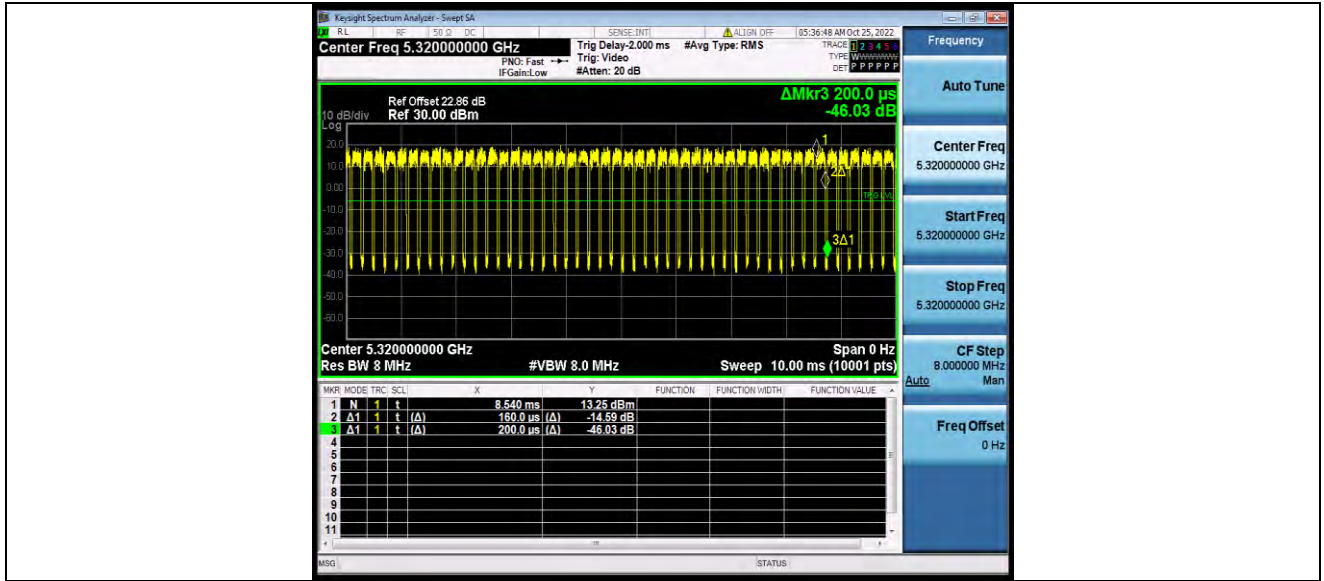 Keysight Spectrum Analyzer - Swept SA
RL RF 50 Ω DC SENSE:INT ALIGN OFF 05:36:48 AM Oct 25, 2022
Center Freq 5.320000000 GHz
Trig Delay-2.000 ms #Avg Type: RMS
TRACE 1 2 3 4 5 6
PNO: Fast Trig: Video
TYPE WWWWWW
IFGain:Low #Atten: 20 dB
DET P P P P P P
Frequency
Auto Tune
ΔMkr3 200.0 µs
-46.03 dB
Ref Offset 22.86 dB
10 dB/div Ref 30.00 dBm
Log
20.0
10.0
0.00
-10.0
-20.0
-30.0
-40.0
-50.0
-60.0
1
2Δ1
TRIG LVL
3Δ1
Center 5.320000000 GHz Span 0 Hz
Res BW 8 MHz #VBW 8.0 MHz Sweep 10.00 ms (10001 pts)
MKR MODE TRC SCL X Y FUNCTION FUNCTION WIDTH FUNCTION VALUE
1 N 1 t 8.540 ms 13.25 dBm
2 Δ1 1 t (Δ) 160.0 µs (Δ) -14.59 dB
3 Δ1 1 t (Δ) 200.0 µs (Δ) -46.03 dB
4
5
6
7
8
9
10
11
MSG STATUS
Center Freq
5.320000000 GHz
Start Freq
5.320000000 GHz
Stop Freq
5.320000000 GHz
CF Step
8.000000 MHz
Auto Man
Freq Offset
0 Hz